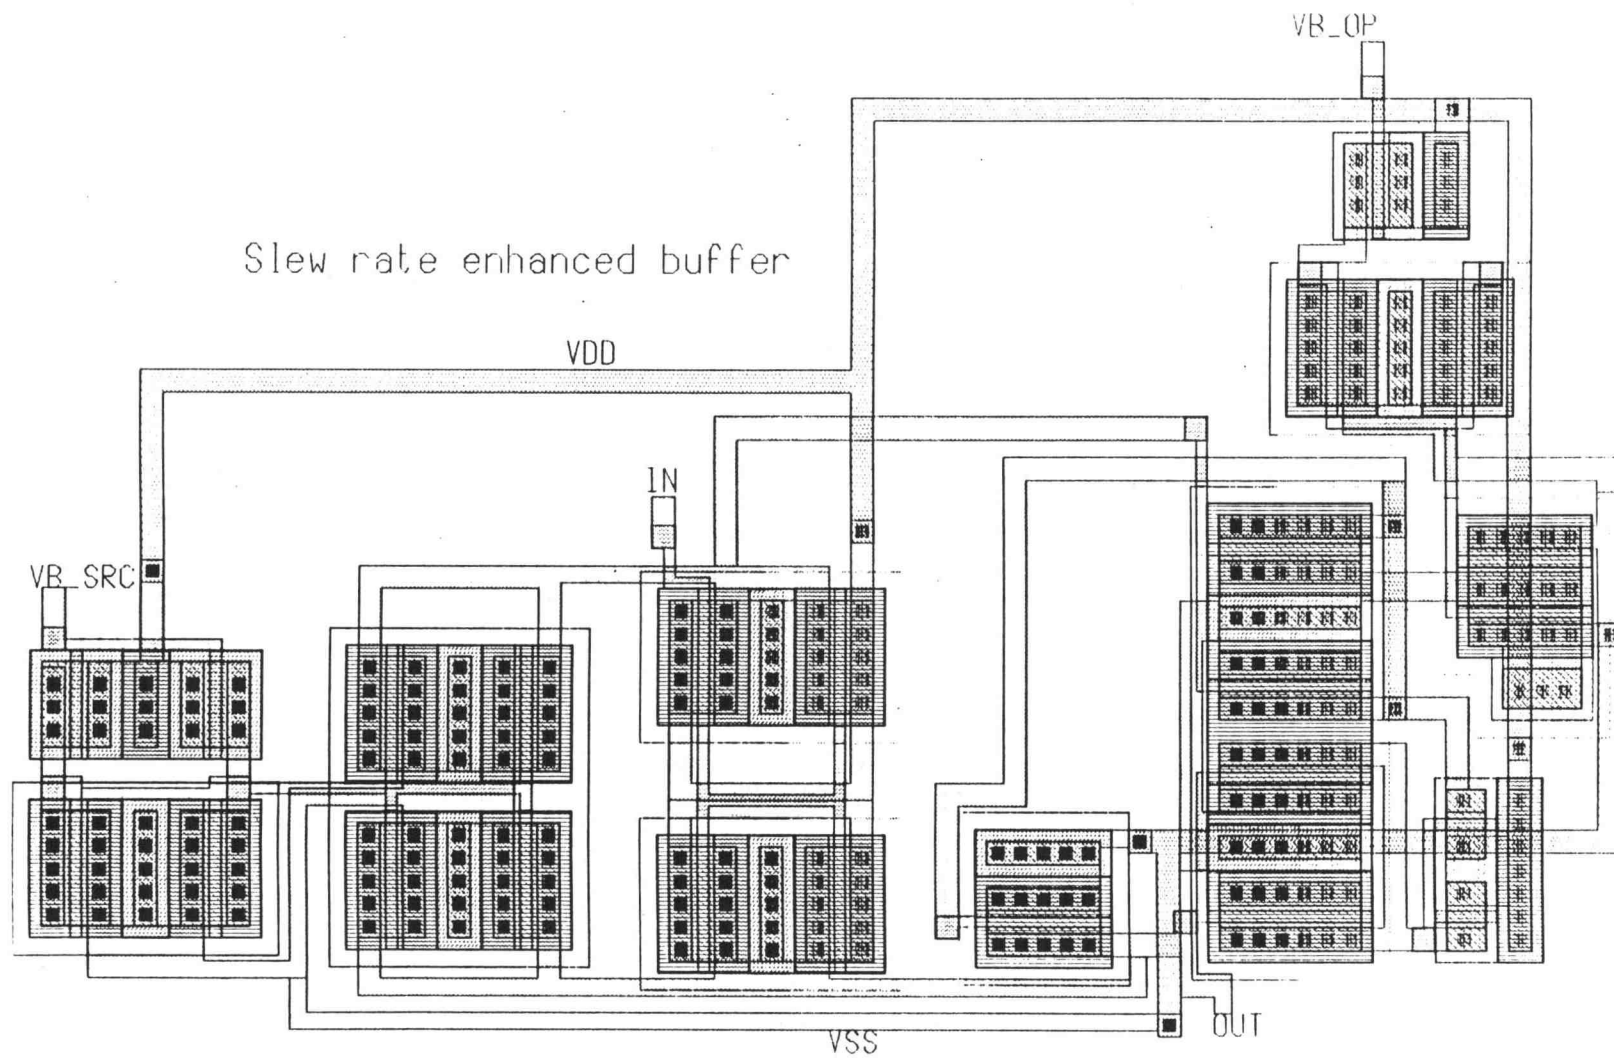 VB_OP
Slew rate enhanced buffer
VDD
IN
VB_SRC
OUT
VSS